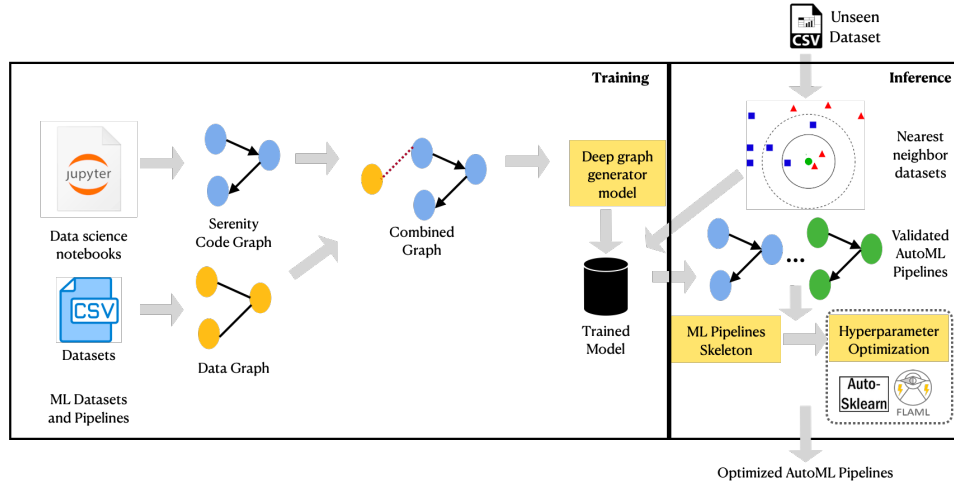 Unseen
Dataset
CSV
Training
Inference
jupyter
Data science
notebooks
Serenity
Code Graph
Combined
Graph
Deep graph
generator
model
Nearest
neighbor
datasets
Validated
AutoML
Pipelines
...
CSV
Datasets
Data Graph
Trained
Model
ML Pipelines
Skeleton
Hyperparameter
Optimization
Auto-
Sklearn
FLAML
ML Datasets
and Pipelines
Optimized AutoML Pipelines